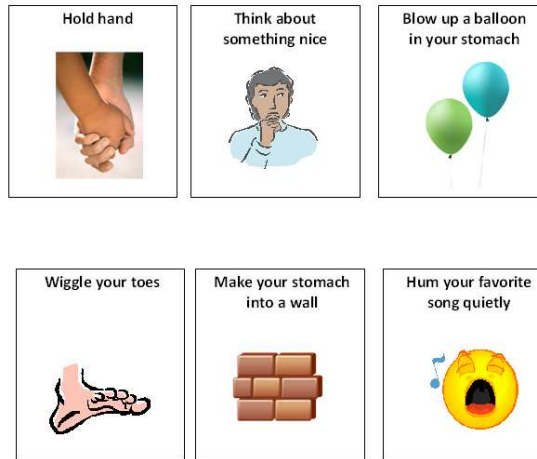 Hold hand
Think about
something nice
Blow up a balloon
in your stomach
Wiggle your toes
Make your stomach
into a wall
Hum your favorite
song quietly